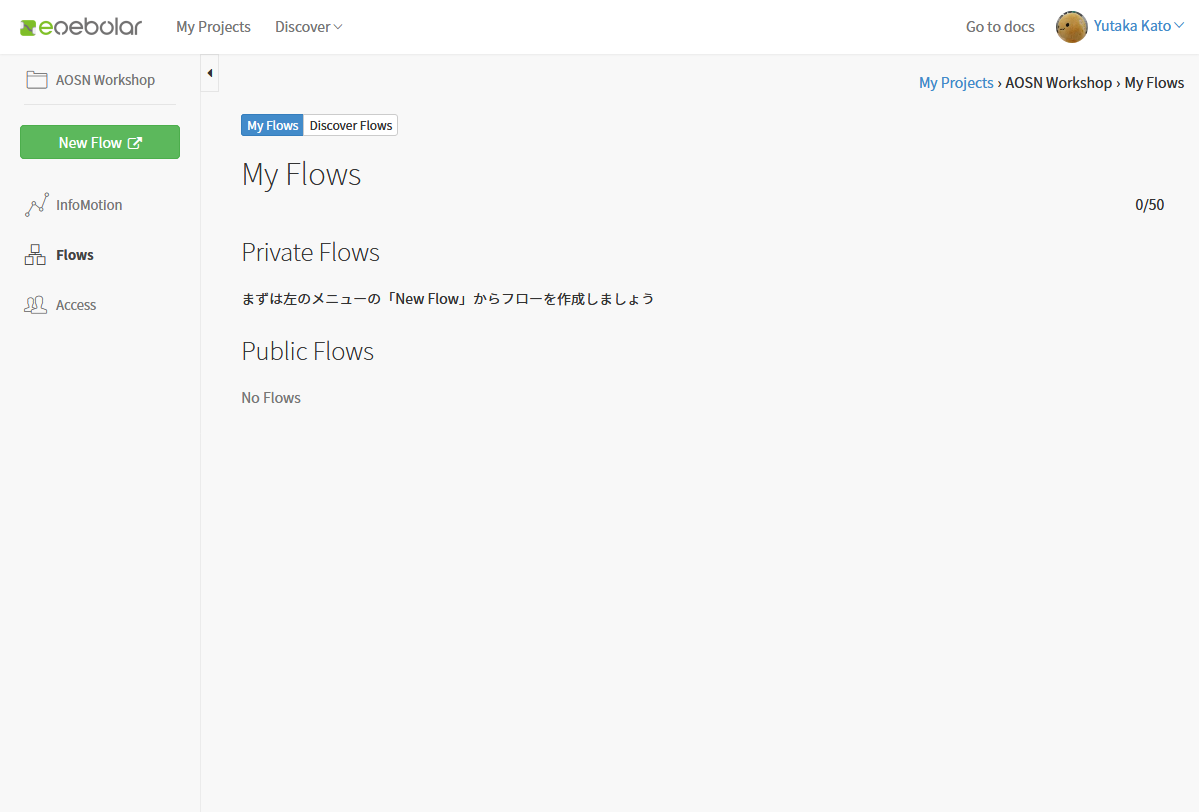 eoebolar My Projects Discover Go to docs Yutaka Kato
AOSN Workshop
My Projects › AOSN Workshop › My Flows
New Flow
My Flows Discover Flows
My Flows
InfoMotion
0/50
Flows
Private Flows
Access
まずは左のメニューの「New Flow」からフローを作成しましょう
Public Flows
No Flows